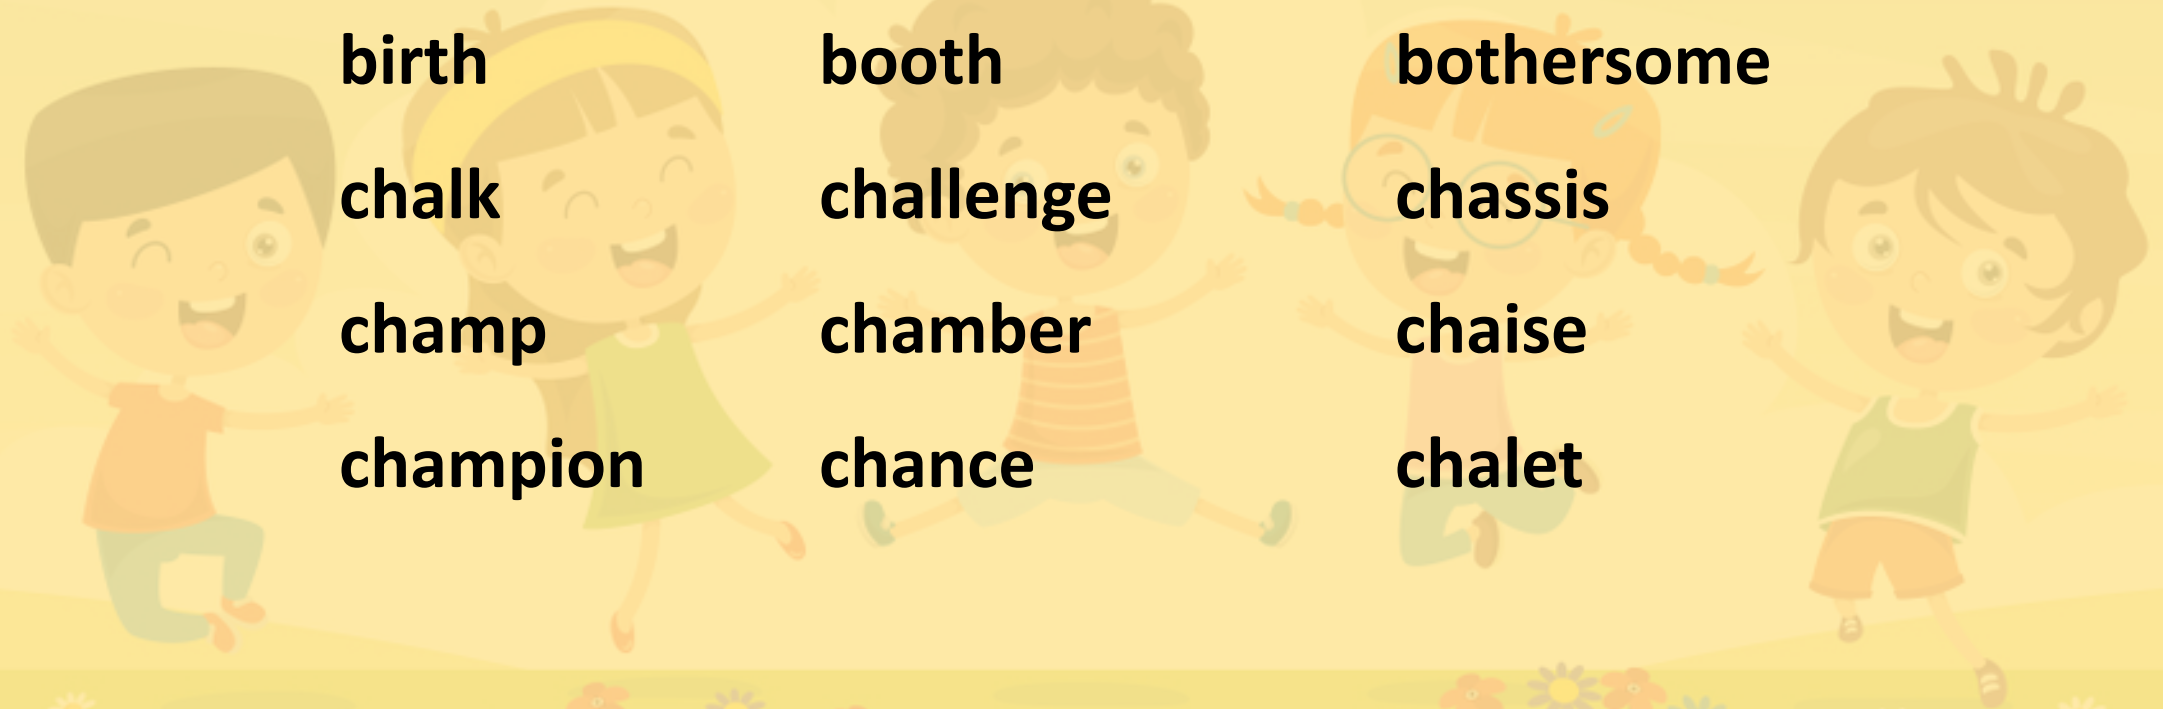 birth booth bothersome
chalk challenge chassis
champ chamber chaise
champion chance chalet